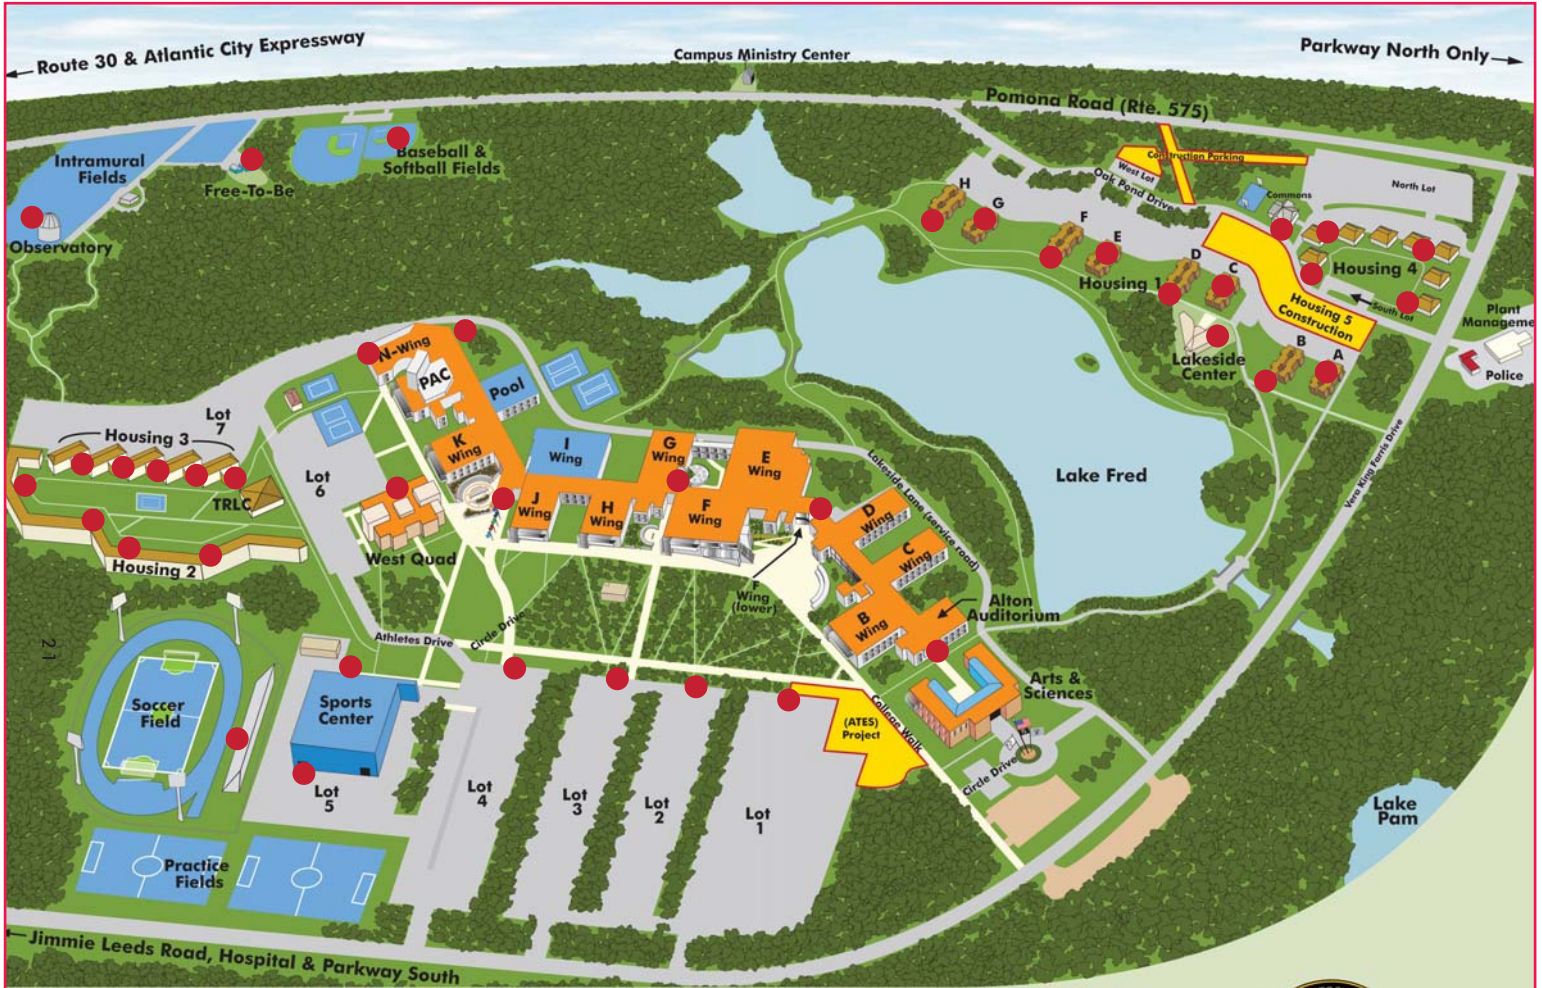 Route 30 & Atlantic City Expressway
Campus Ministry Center
Parkway North Only
Pomona Road (Rte. 575)
Construction Parking
West Lot
Oak Pond Drive
North Lot
Commons
Intramural
Fields
Free-To-Be
Baseball &
Softball Fields
Observatory
H
G
F
E
D
C
B
A
Housing 1
Housing 4
South Lot
Housing 5
Construction
Lakeside
Center
Plant
Manageme
Police
Vera King Farris Drive
Lake Fred
N-Wing
PAC
Pool
K
Wing
I
Wing
G
Wing
E
Wing
J
Wing
H
Wing
F
Wing
D
Wing
C
Wing
B
Wing
F
Wing
(lower)
Lakeside Lane (service road)
Alton
Auditorium
Arts &
Sciences
Lot
7
Housing 3
TRLC
Lot
6
Housing 2
West Quad
Athletes Drive
Circle Drive
21
Soccer
Field
Sports
Center
Lot
5
Lot
4
Lot
3
Lot
2
Lot
1
(ATES)
Project
College Walk
Circle Drive
Lake
Pam
Practice
Fields
Jimmie Leeds Road, Hospital & Parkway South